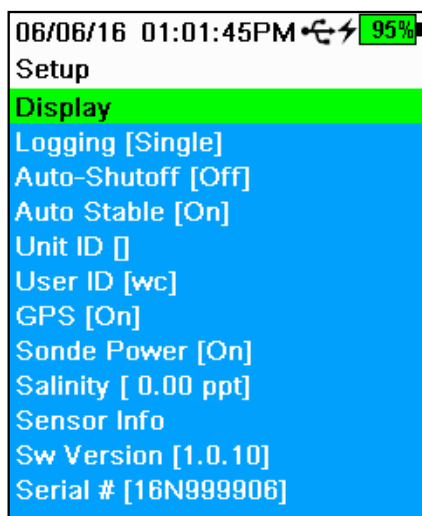 06/06/16 01:01:45PM 95%
Setup
Display
Logging [Single]
Auto-Shutoff [Off]
Auto Stable [On]
Unit ID []
User ID [wc]
GPS [On]
Sonde Power [On]
Salinity [ 0.00 ppt]
Sensor Info
Sw Version [1.0.10]
Serial # [16N999906]